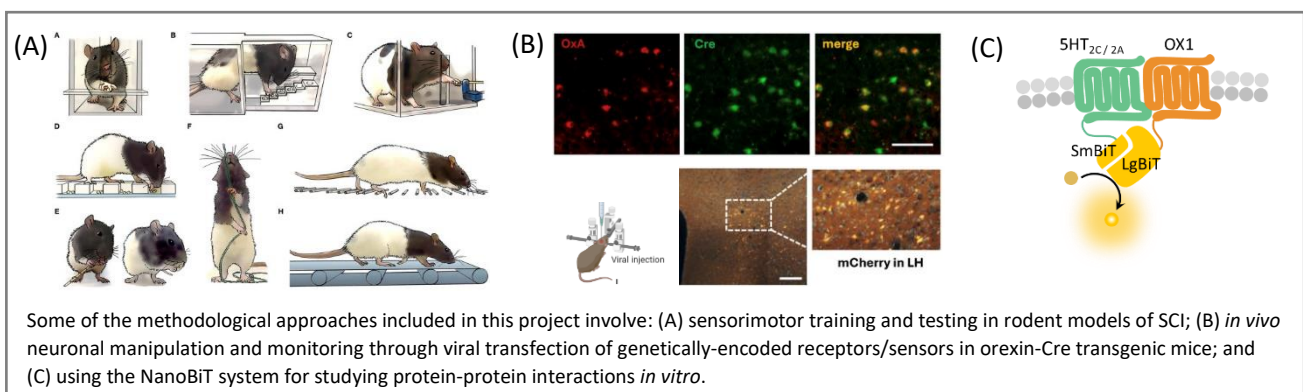 (A)
A
B
C
D
E
F
G
H
(B)
OxA
Cre
merge
Viral injection
mCherry in LH
(C)
5HT2C / 2A
OX1
SmBiT
LgBiT
Some of the methodological approaches included in this project involve: (A) sensorimotor training and testing in rodent models of SCI; (B) in vivo
neuronal manipulation and monitoring through viral transfection of genetically-encoded receptors/sensors in orexin-Cre transgenic mice; and
(C) using the NanoBiT system for studying protein-protein interactions in vitro.